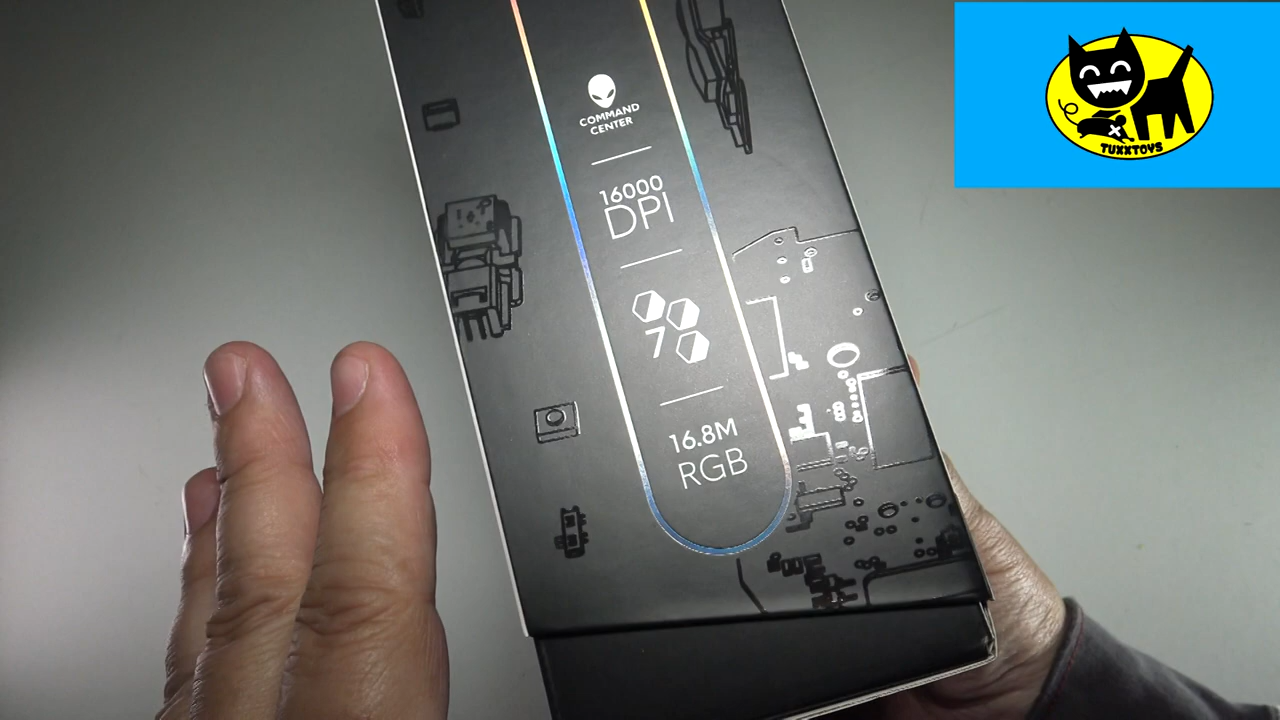 COMMAND
CENTER
16000
DPI
7
16.8M
RGB
TUXXTOYS